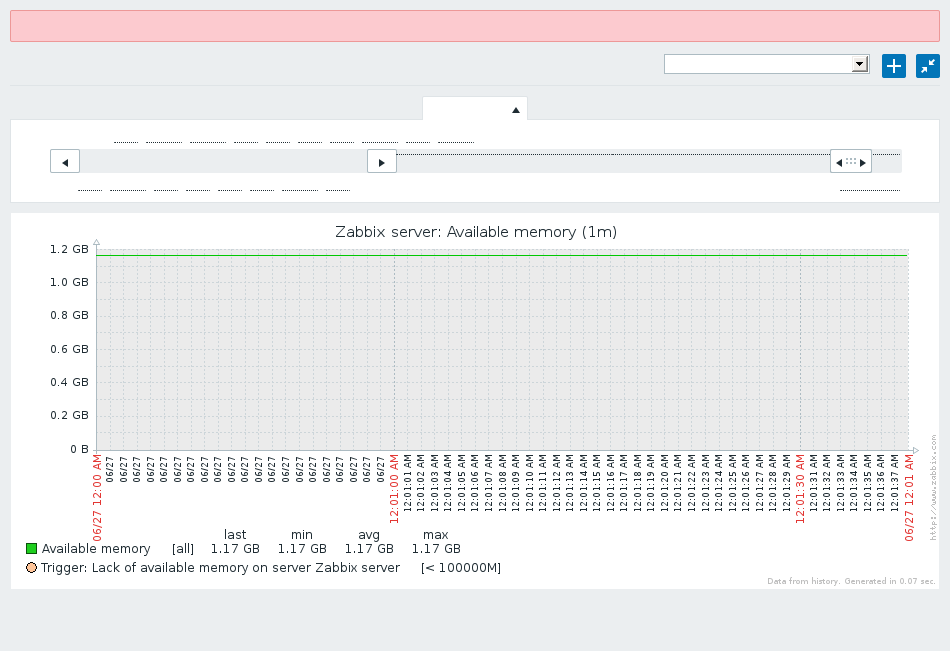 Zabbix server: Available memory (1m)
1.2 GB
1.0 GB
0.8 GB
0.6 GB
0.4 GB
0.2 GB
0 B
06/27 12:00 AM 06/27 06/27 06/27 06/27 06/27 06/27 06/27 06/27 06/27 06/27 06/27 06/27 06/27 06/27 06/27 06/27 06/27 06/27 06/27 06/27 06/27 12:01:00 AM 12:01:01 AM 12:01:02 AM 12:01:03 AM 12:01:04 AM 12:01:05 AM 12:01:06 AM 12:01:07 AM 12:01:08 AM 12:01:09 AM 12:01:10 AM 12:01:11 AM 12:01:12 AM 12:01:13 AM 12:01:14 AM 12:01:15 AM 12:01:16 AM 12:01:17 AM 12:01:18 AM 12:01:19 AM 12:01:20 AM 12:01:21 AM 12:01:22 AM 12:01:23 AM 12:01:24 AM 12:01:25 AM 12:01:26 AM 12:01:27 AM 12:01:28 AM 12:01:29 AM 12:01:30 AM 12:01:31 AM 12:01:32 AM 12:01:33 AM 12:01:34 AM 12:01:35 AM 12:01:36 AM 12:01:37 AM 06/27 12:01 AM
http://www.zabbix.com
last min avg max
Available memory [all] 1.17 GB 1.17 GB 1.17 GB 1.17 GB
Trigger: Lack of available memory on server Zabbix server [< 100000M]
Data from history. Generated in 0.07 sec.